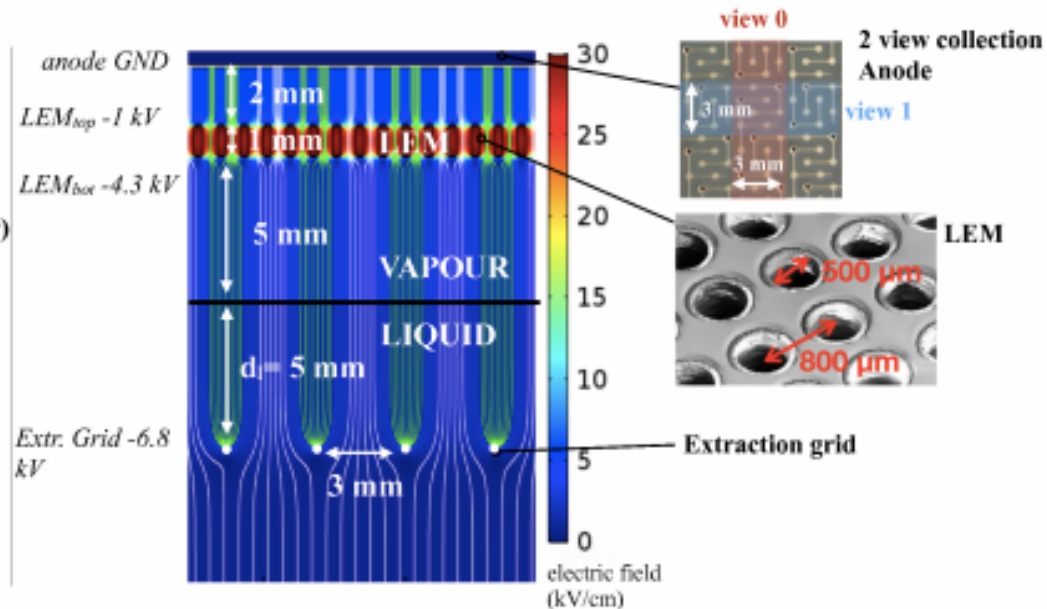 anode GND
LEMtop -1 kV
LEMbot -4.3 kV
)
Extr. Grid -6.8
kV
2 mm
1 mm
LEM
5 mm
VAPOUR
LIQUID
dl= 5 mm
3 mm
30
25
20
15
10
5
0
electric field
(kV/cm)
view 0
2 view collection
Anode
view 1
3 mm
3 mm
LEM
500 µm
800 µm
Extraction grid